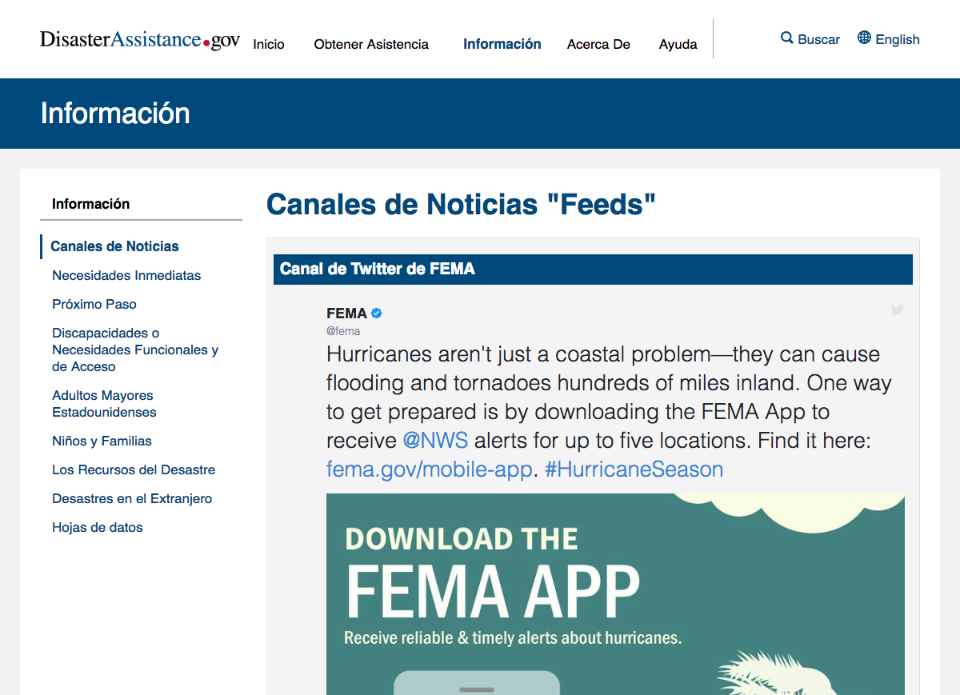 DisasterAssistance.gov
Inicio
Obtener Asistencia
Información
Acerca De
Ayuda
Buscar
English
Información
Información
Canales de Noticias
Necesidades Inmediatas
Próximo Paso
Discapacidades o
Necesidades Funcionales y
de Acceso
Adultos Mayores
Estadounidenses
Niños y Familias
Los Recursos del Desastre
Desastres en el Extranjero
Hojas de datos
Canales de Noticias "Feeds"
Canal de Twitter de FEMA
FEMA
@fema
Hurricanes aren't just a coastal problem—they can cause
flooding and tornadoes hundreds of miles inland. One way
to get prepared is by downloading the FEMA App to
receive @NWS alerts for up to five locations. Find it here:
fema.gov/mobile-app. #HurricaneSeason
DOWNLOAD THE
FEMA APP
Receive reliable & timely alerts about hurricanes.